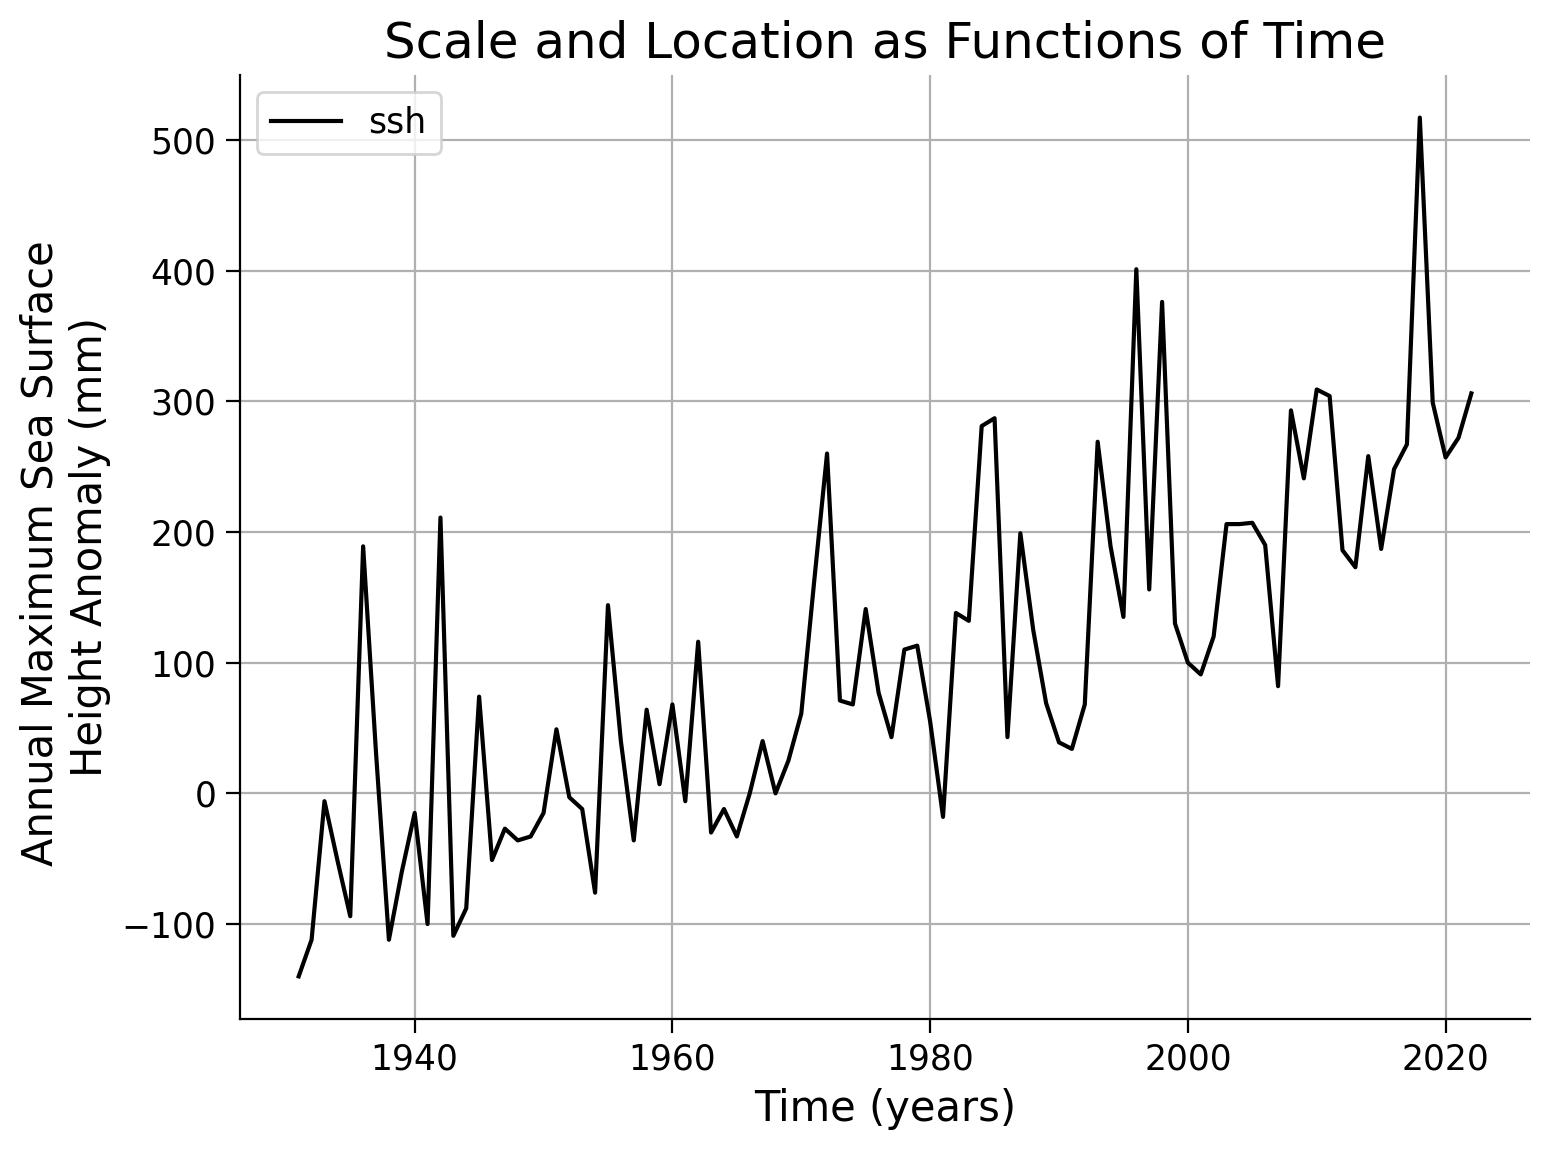 Scale and Location as Functions of Time
ssh
Annual Maximum Sea Surface
Height Anomaly (mm)
500
400
300
200
100
0
−100
1940 1960 1980 2000 2020
Time (years)